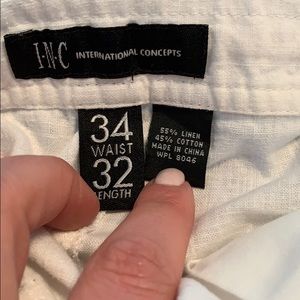 I·N·C INTERNATIONAL CONCEPTS
34
WAIST
32
LENGTH
55% LINEN
45% COTTON
MADE IN CHINA
WPL 8046